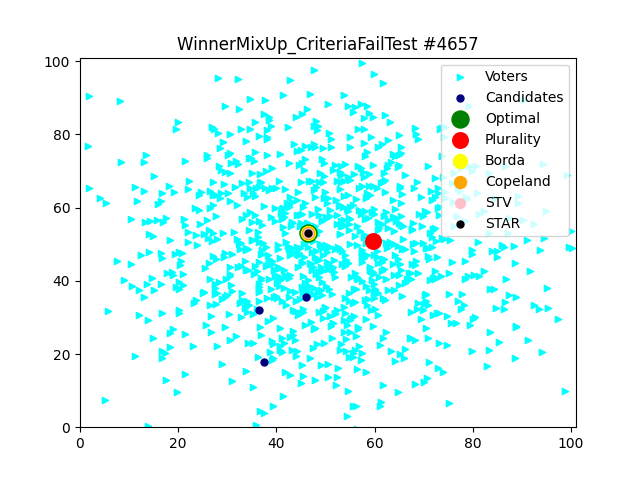 WinnerMixUp_CriteriaFailTest #4657
100
80
60
40
20
0
0 20 40 60 80 100
Voters
Candidates
Optimal
Plurality
Borda
Copeland
STV
STAR